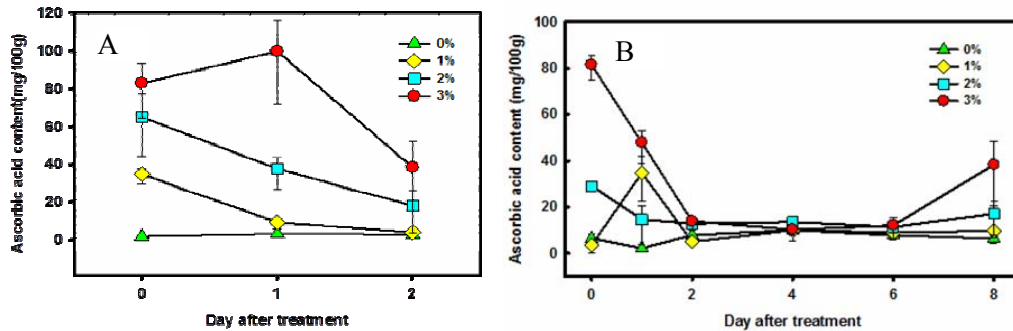 A
120
100
80
60
40
20
0
Ascorbic acid content(mg/100g)
0%
1%
2%
3%
0 1 2
Day after treatment
B
100
80
60
40
20
0
Ascorbic acid content (mg/100g)
0%
1%
2%
3%
0 2 4 6 8
Day after treatment